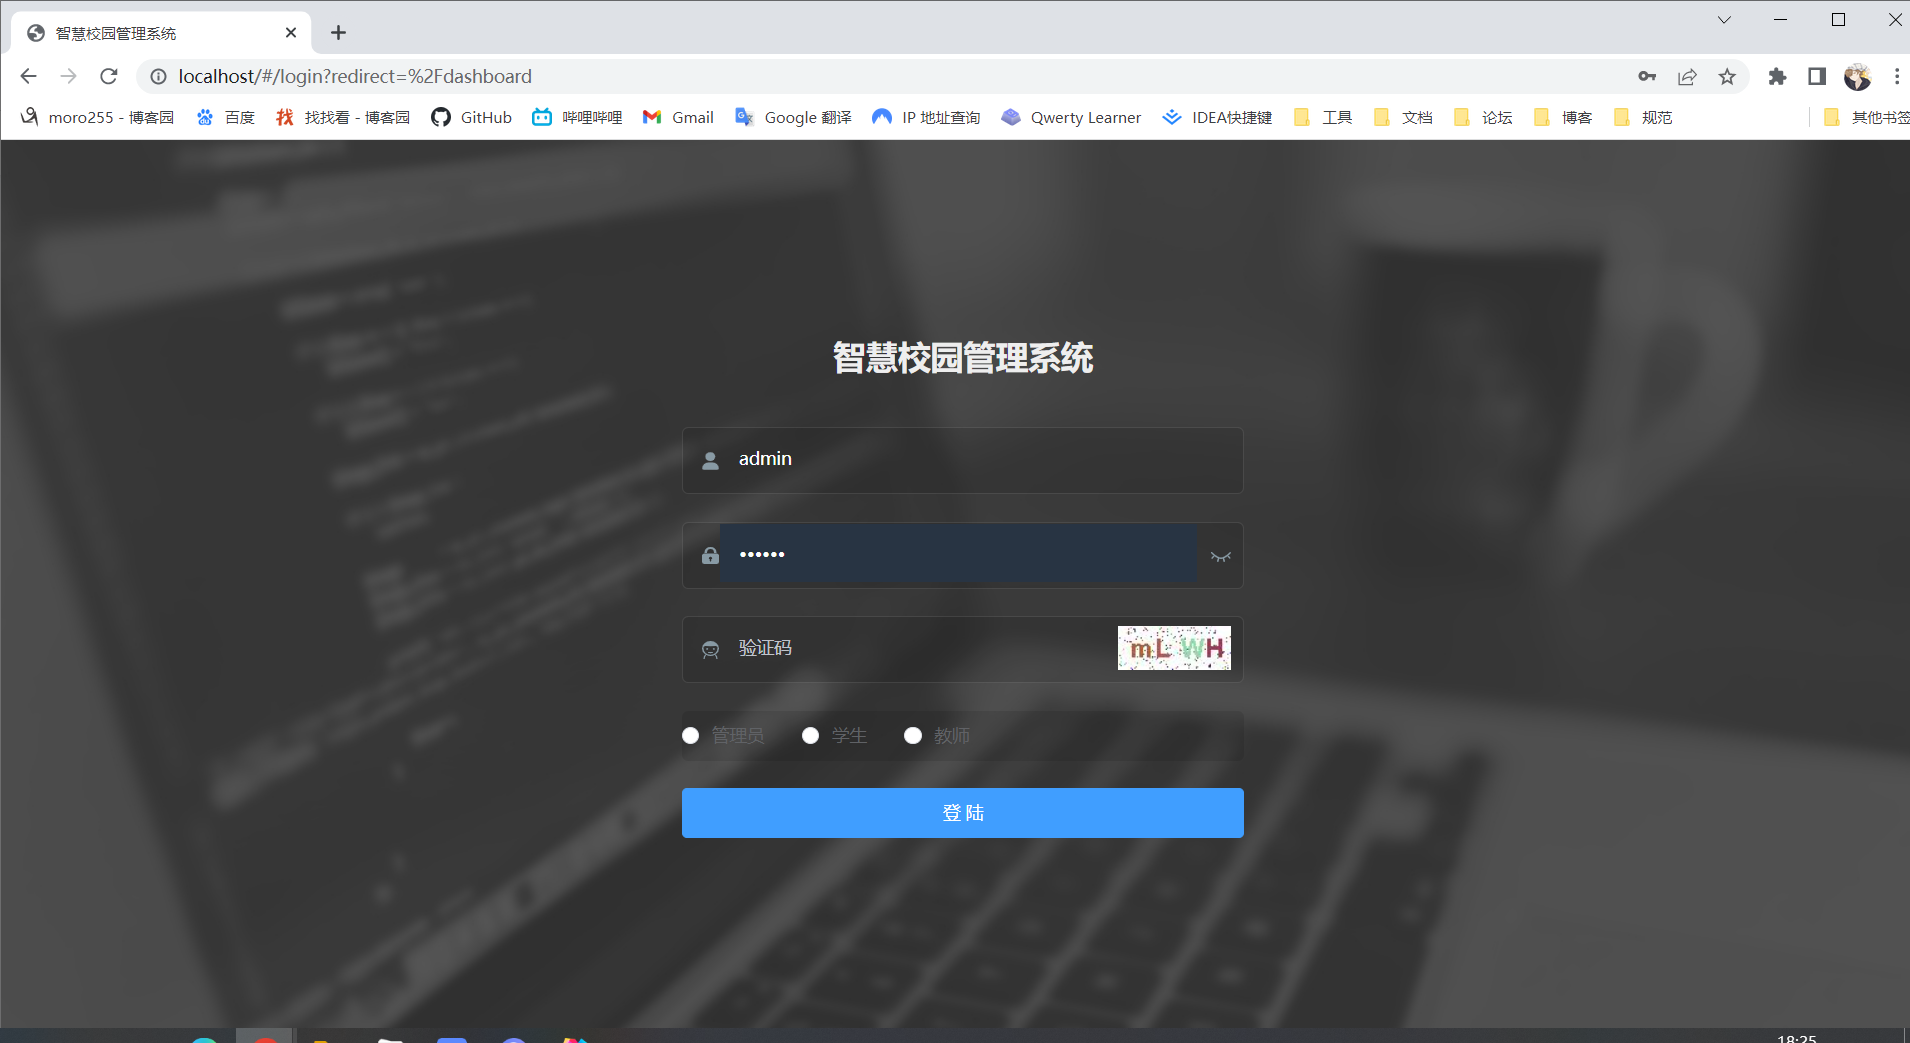 智慧校园管理系统
localhost/#/login?redirect=%2Fdashboard
moro255 - 博客园 百度 找 找找看 - 博客园 GitHub 哔哩哔哩 Gmail Google 翻译 IP 地址查询 Qwerty Learner IDEA快捷键 工具 文档 论坛 博客 规范 其他书签
智慧校园管理系统
admin
验证码 mLWH
管理员 学生 教师
登陆
18:25